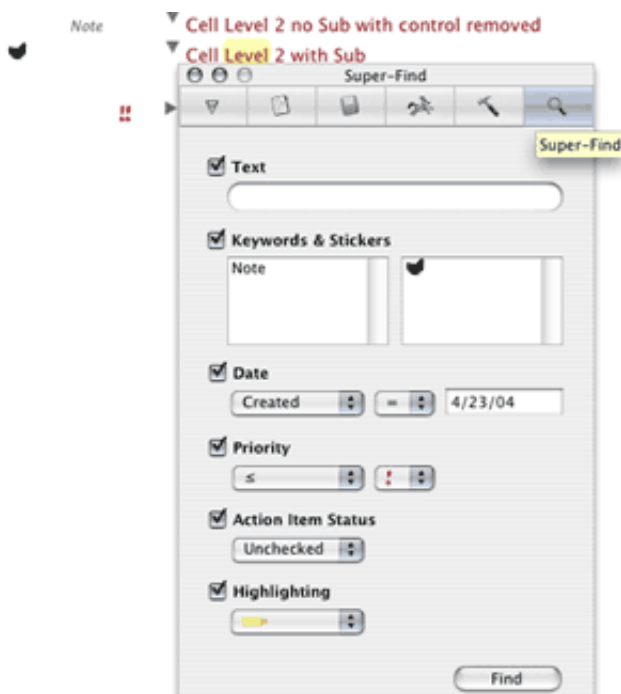 Note Cell Level 2 no Sub with control removed
Cell Level 2 with Sub
Super-Find
!!
Super-Find
Text
Keywords & Stickers
Note
Date
Created = 4/23/04
Priority
≤ !
Action Item Status
Unchecked
Highlighting
Find